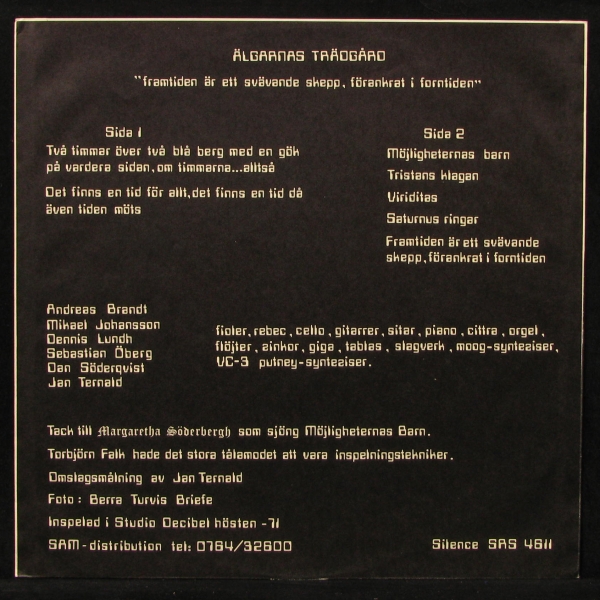 ÄLGARNAS TRÄDGÅRD
"framtiden är ett svävande skepp, förankrat i forntiden"
Sida 1
Två timmar över två blå berg med en gök
på vardera sidan, om timmarna...alltså
Det finns en tid för allt, det finns en tid då
även tiden möts
Sida 2
Möjligheternas barn
Tristans klagan
Viriditas
Saturnus ringar
Framtiden är ett svävande
skepp, förankrat i forntiden
Andreas Brandt
Mikael Johansson
Dennis Lundh
Sebastian Öberg
Dan Söderqvist
Jan Ternald
fioler, rebec, cello, gitarrer, sitar, piano, cittra, orgel,
flöjter, zinkor, giga, tablas, slagverk, moog-synteziser,
VC-3 putney-synteziser.
Tack till Margaretha Söderbergh som sjöng Möjligheternas Barn.
Torbjörn Falk hade det stora tålamodet att vara inspelningstekniker.
Omslagsmålning av Jan Ternald
Foto: Berra Turvis Briefe
Inspelad i Studio Decibel hösten -71
SAM-distribution tel: 0764/32600
Silence SRS 4611